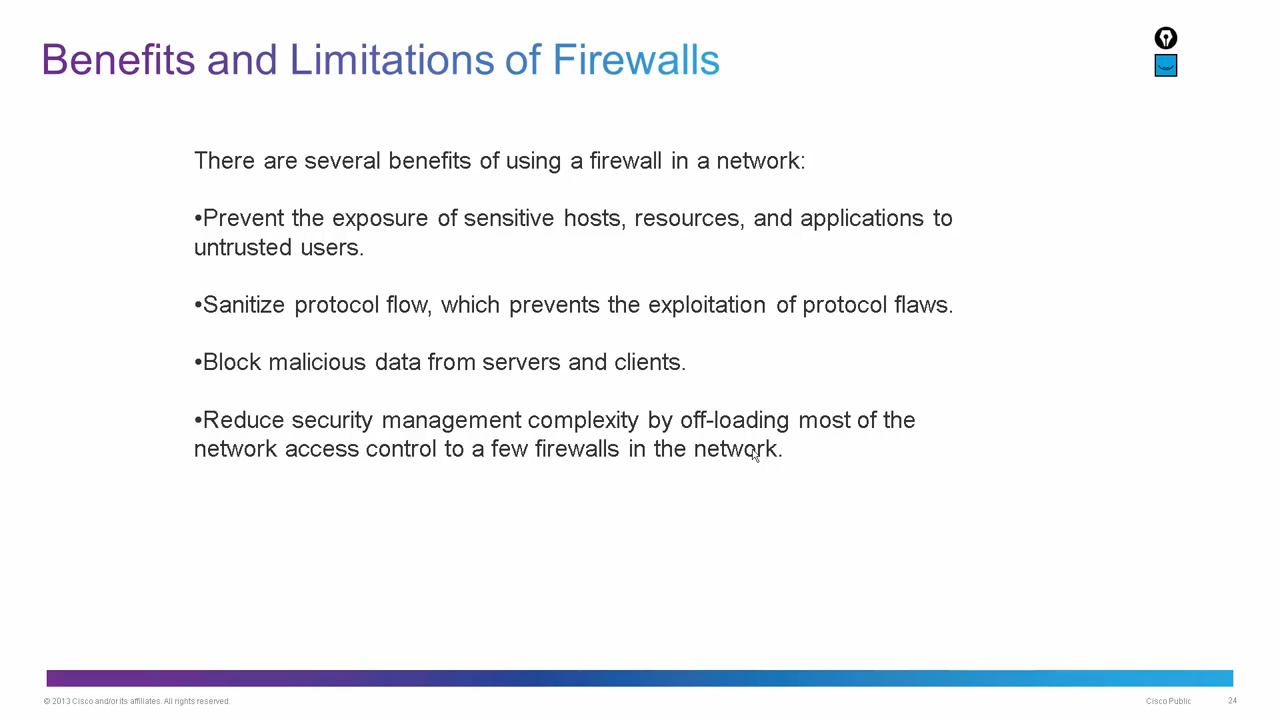 Benefits and Limitations of Firewalls
There are several benefits of using a firewall in a network:
•Prevent the exposure of sensitive hosts, resources, and applications to
untrusted users.
•Sanitize protocol flow, which prevents the exploitation of protocol flaws.
•Block malicious data from servers and clients.
•Reduce security management complexity by off-loading most of the
network access control to a few firewalls in the network.
© 2013 Cisco and/or its affiliates. All rights reserved.
Cisco Public
24